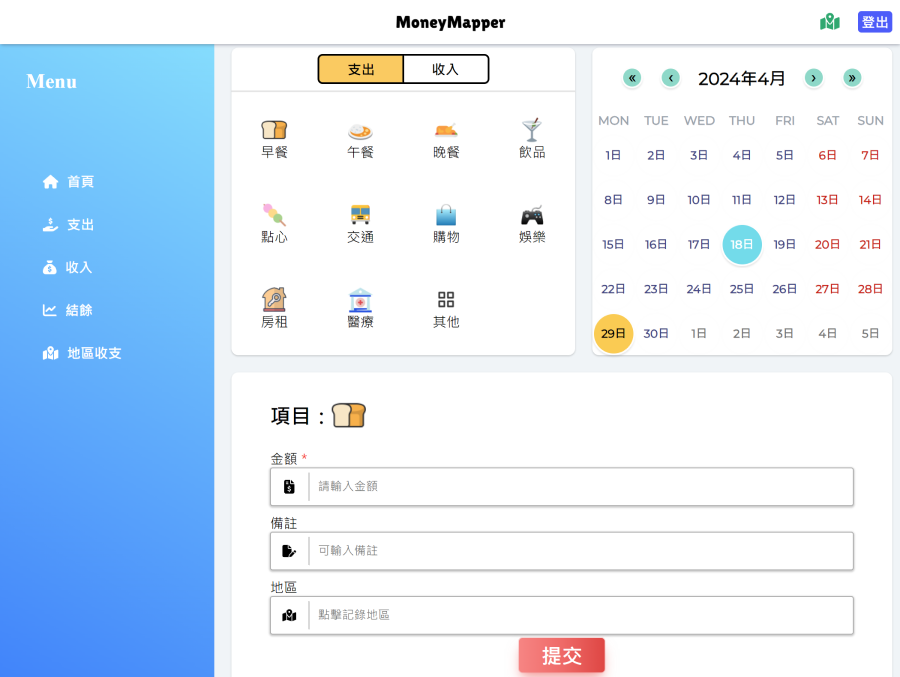 MoneyMapper
登出
Menu
首頁
支出
收入
結餘
地區收支
支出 收入
早餐 午餐 晚餐 飲品
點心 交通 購物 娛樂
房租 醫療 其他
« ‹ 2024年4月 › »
MON TUE WED THU FRI SAT SUN
1日 2日 3日 4日 5日 6日 7日
8日 9日 10日 11日 12日 13日 14日
15日 16日 17日 18日 19日 20日 21日
22日 23日 24日 25日 26日 27日 28日
29日 30日 1日 2日 3日 4日 5日
項目：
金額 *
請輸入金額
備註
可輸入備註
地區
點擊記錄地區
提交